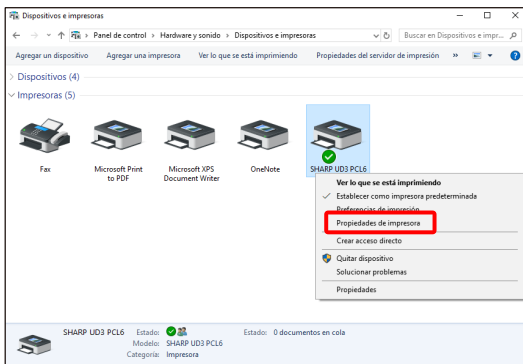 Dispositivos e impresoras
Panel de control > Hardware y sonido > Dispositivos e impresoras
Buscar en Dispositivos e impr...
Agregar un dispositivo Agregar una impresora Ver lo que se está imprimiendo Propiedades del servidor de impresión »
Dispositivos (4)
Impresoras (5)
Fax
Microsoft Print to PDF
Microsoft XPS Document Writer
OneNote
SHARP UD3 PCL6
Ver lo que se está imprimiendo
Establecer como impresora predeterminada
Preferencias de impresión
Propiedades de impresora
Crear acceso directo
Quitar dispositivo
Solucionar problemas
Propiedades
SHARP UD3 PCL6 Estado: Estado: 0 documentos en cola
Modelo: SHARP UD3 PCL6
Categoría: Impresora